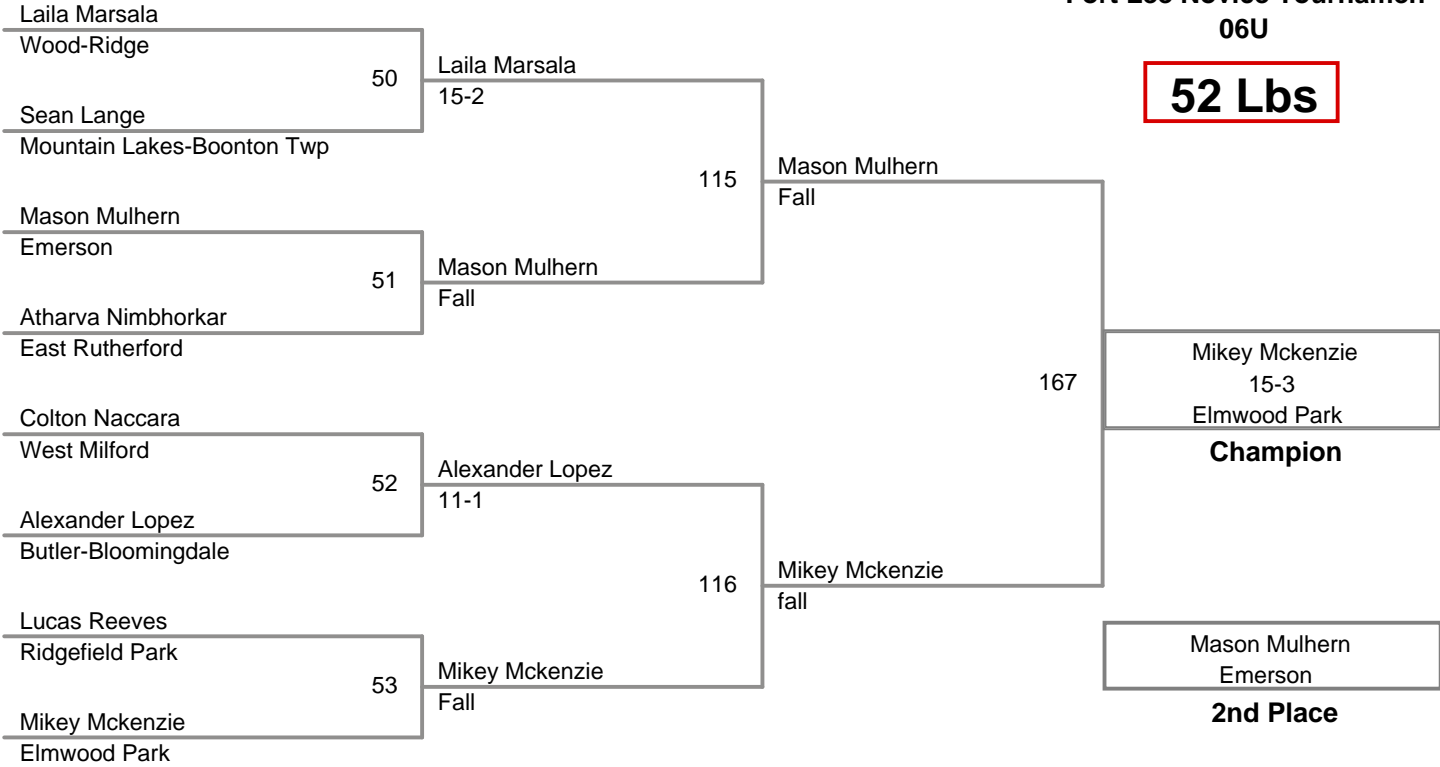 06U
52 Lbs
Laila Marsala
Wood-Ridge
50
Sean Lange
Mountain Lakes-Boonton Twp
Laila Marsala
15-2
Mason Mulhern
Emerson
51
Atharva Nimbhorkar
East Rutherford
Mason Mulhern
Fall
115
Mason Mulhern
Fall
Colton Naccara
West Milford
52
Alexander Lopez
Butler-Bloomingdale
Alexander Lopez
11-1
Lucas Reeves
Ridgefield Park
53
Mikey Mckenzie
Elmwood Park
Mikey Mckenzie
Fall
116
Mikey Mckenzie
fall
167
Mikey Mckenzie
15-3
Elmwood Park
Champion
Mason Mulhern
Emerson
2nd Place